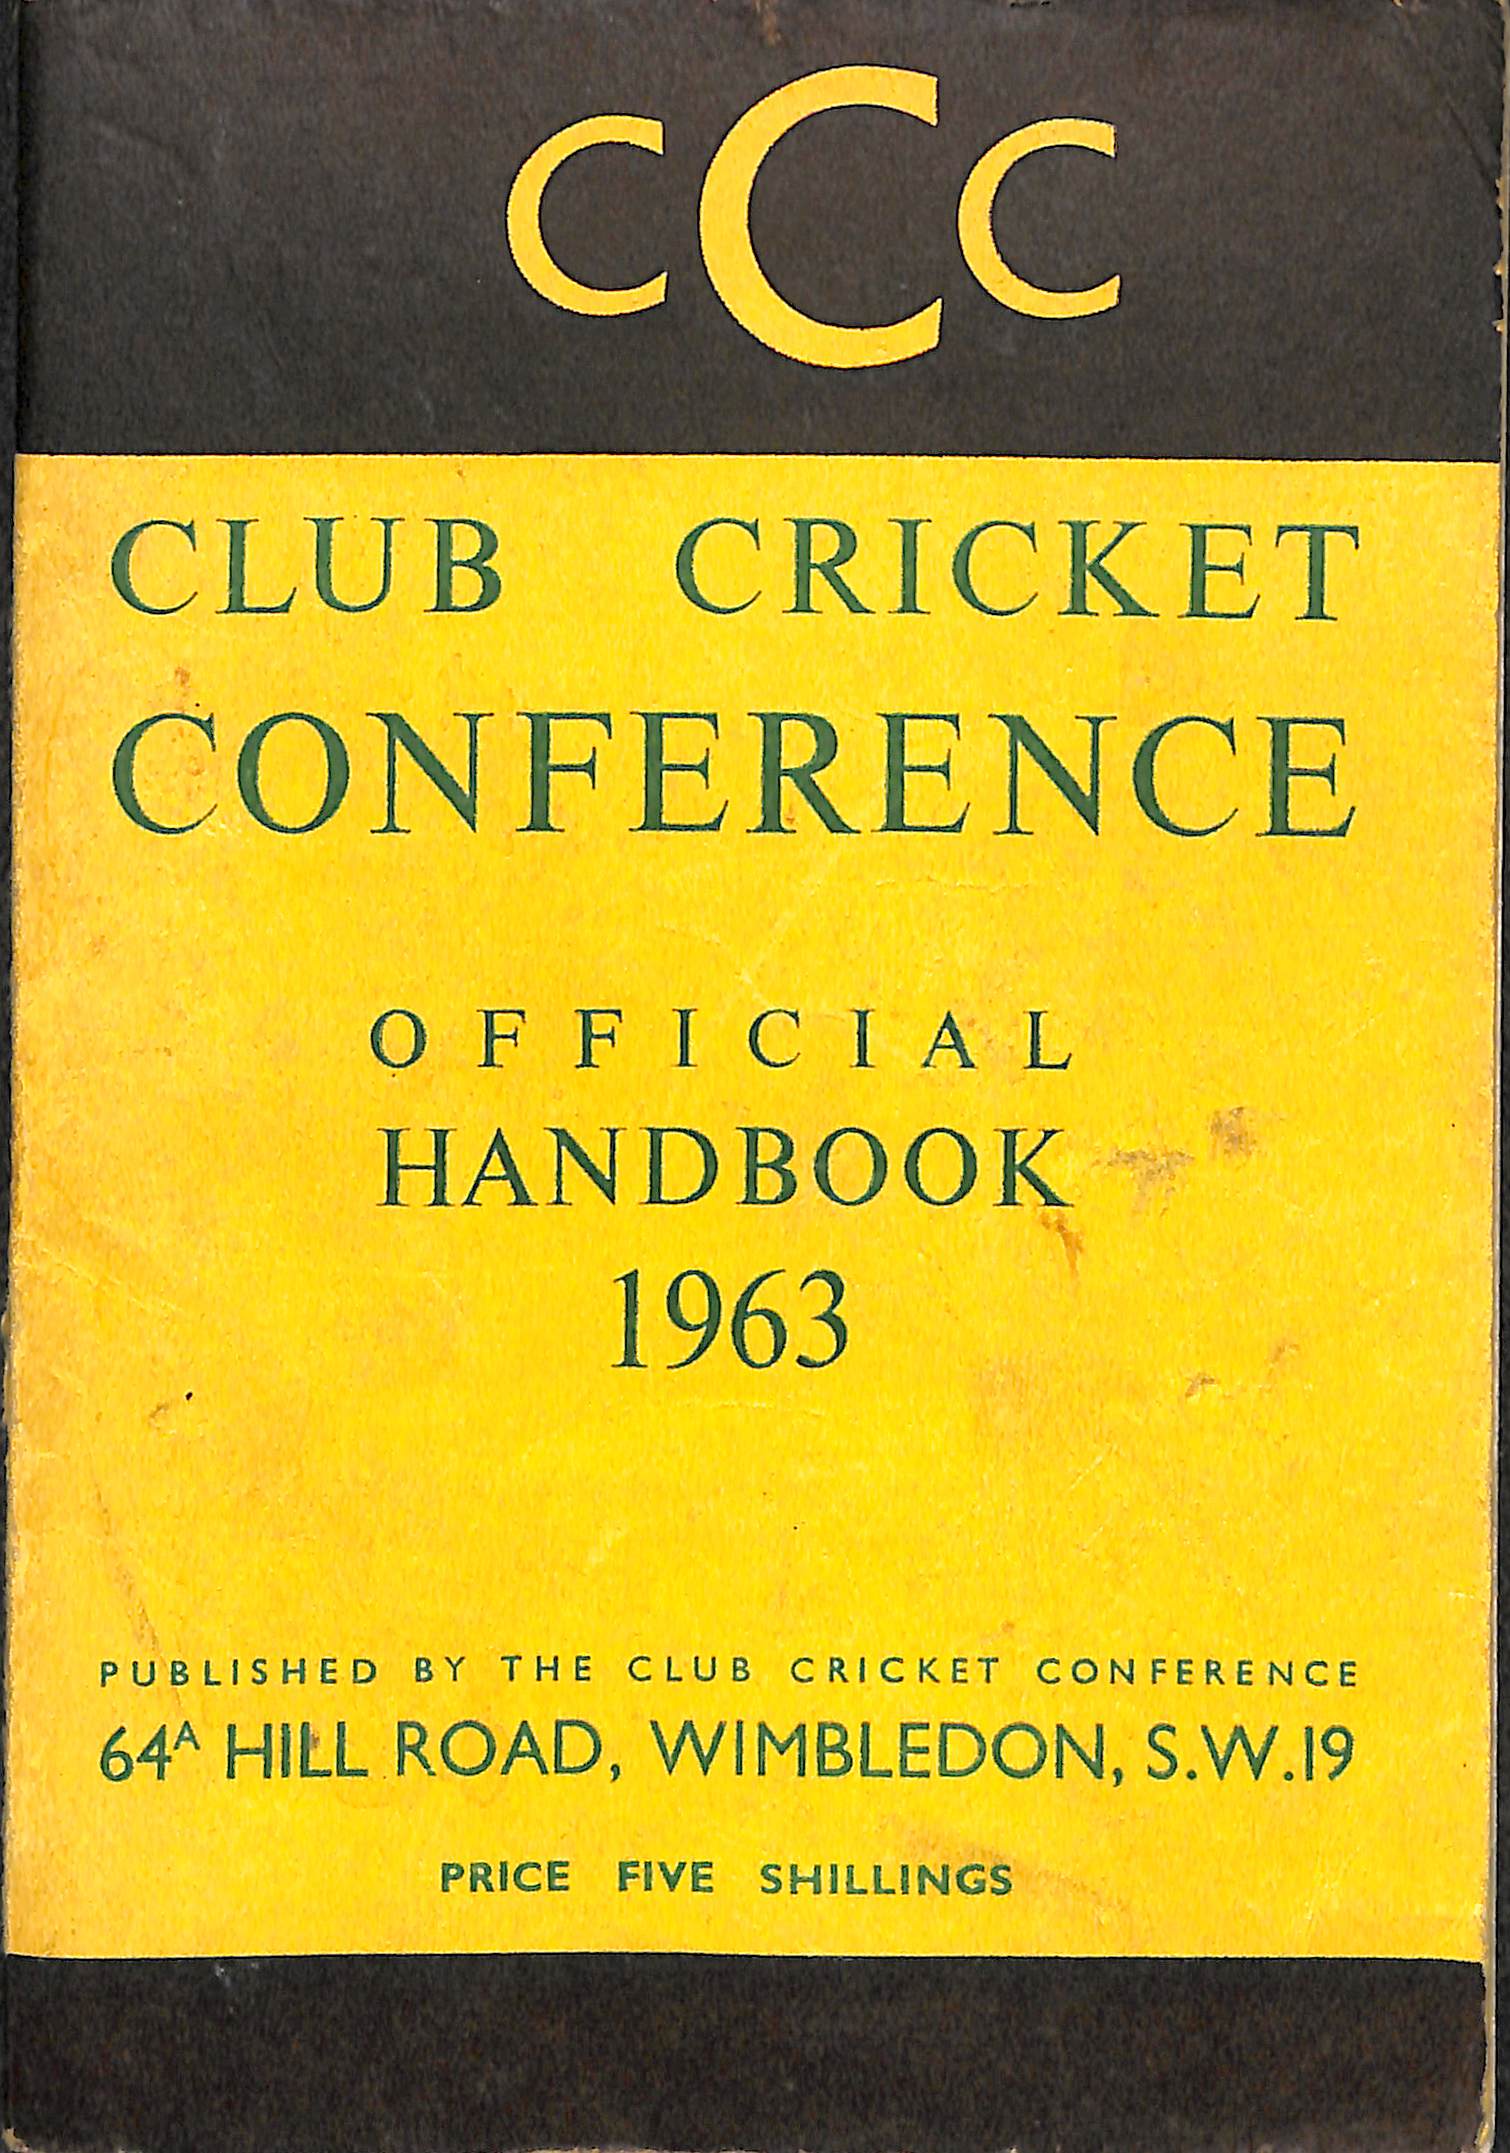 cCc
CLUB CRICKET
CONFERENCE
OFFICIAL
HANDBOOK
1963
PUBLISHED BY THE CLUB CRICKET CONFERENCE
64A HILL ROAD, WIMBLEDON, S.W.19
PRICE FIVE SHILLINGS